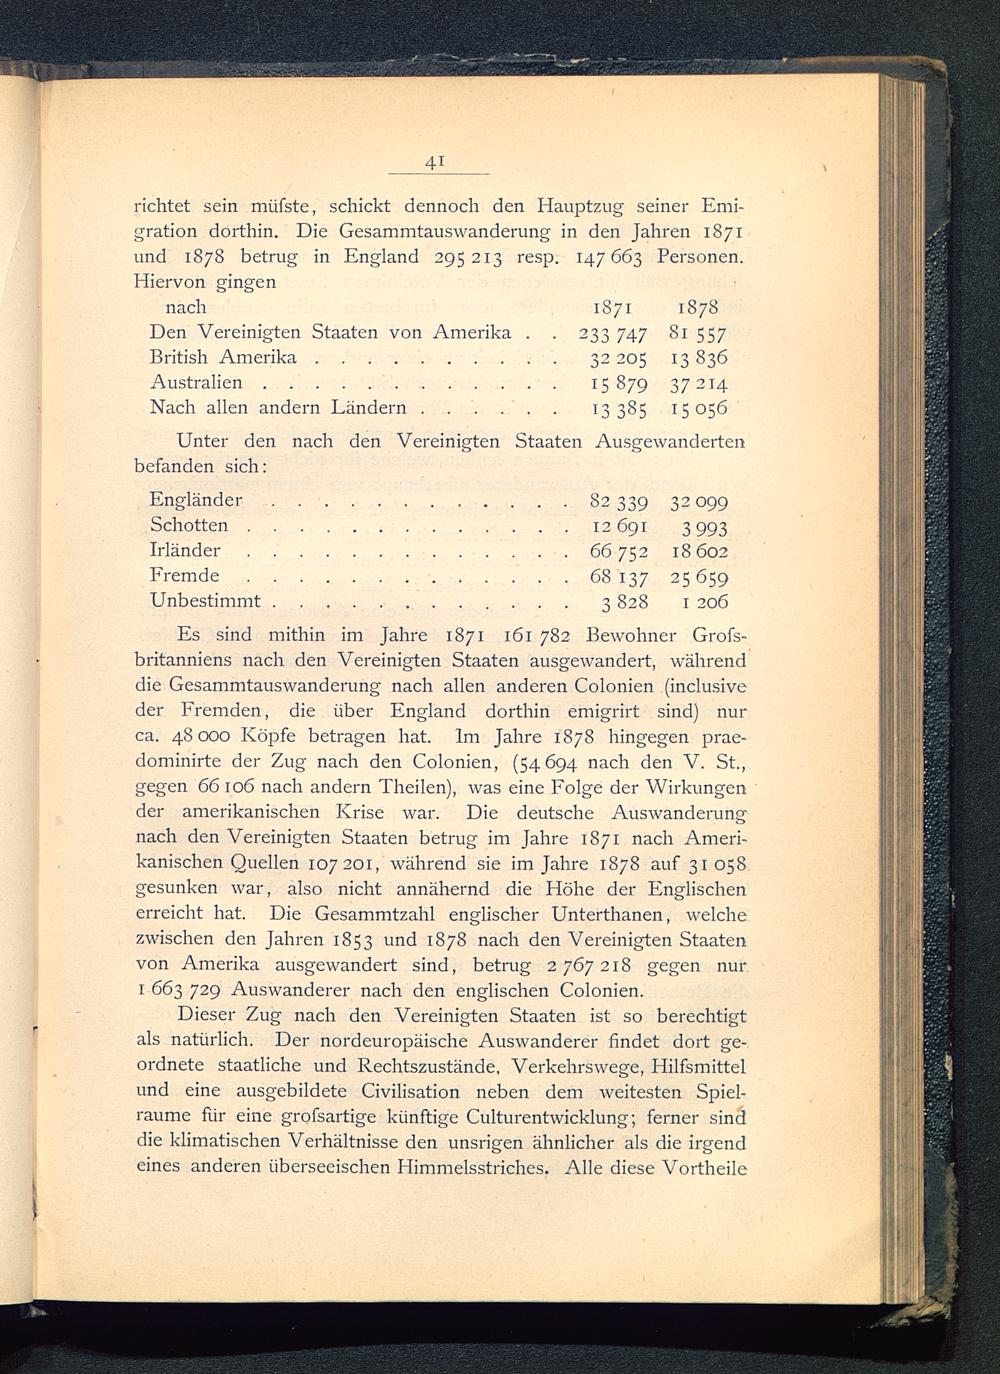 41
richtet sein müſste, schickt dennoch den Hauptzug seiner Emi-
gration dorthin. Die Gesammtauswanderung in den Jahren 1871
und 1878 betrug in England 295 213 resp. 147 663 Personen.
Hiervon gingen
nach 1871 1878
Den Vereinigten Staaten von Amerika . . 233 747 81 557
British Amerika . . . . . . . . . . 32 205 13 836
Australien . . . . . . . . . . . . 15 879 37 214
Nach allen andern Ländern . . . . . . 13 385 15 056
Unter den nach den Vereinigten Staaten Ausgewanderten
befanden sich:
Engländer . . . . . . . . . . . . 82 339 32 099
Schotten . . . . . . . . . . . . . 12 691 3 993
Irländer . . . . . . . . . . . . . 66 752 18 602
Fremde . . . . . . . . . . . . . 68 137 25 659
Unbestimmt . . . . . . . . . . . . 3 828 1 206
Es sind mithin im Jahre 1871 161 782 Bewohner Groſs-
britanniens nach den Vereinigten Staaten ausgewandert, während
die Gesammtauswanderung nach allen anderen Colonien (inclusive
der Fremden, die über England dorthin emigrirt sind) nur
ca. 48 000 Köpfe betragen hat. Im Jahre 1878 hingegen prae-
dominirte der Zug nach den Colonien, (54 694 nach den V. St.,
gegen 66 106 nach andern Theilen), was eine Folge der Wirkungen
der amerikanischen Krise war. Die deutsche Auswanderung
nach den Vereinigten Staaten betrug im Jahre 1871 nach Ameri-
kanischen Quellen 107 201, während sie im Jahre 1878 auf 31 058
gesunken war, also nicht annähernd die Höhe der Englischen
erreicht hat. Die Gesammtzahl englischer Unterthanen, welche
zwischen den Jahren 1853 und 1878 nach den Vereinigten Staaten
von Amerika ausgewandert sind, betrug 2 767 218 gegen nur
1 663 729 Auswanderer nach den englischen Colonien.
Dieser Zug nach den Vereinigten Staaten ist so berechtigt
als natürlich. Der nordeuropäische Auswanderer findet dort ge-
ordnete staatliche und Rechtszustände, Verkehrswege, Hilfsmittel
und eine ausgebildete Civilisation neben dem weitesten Spiel-
raume für eine groſsartige künftige Culturentwicklung; ferner sind
die klimatischen Verhältnisse den unsrigen ähnlicher als die irgend
eines anderen überseeischen Himmelsstriches. Alle diese Vortheile